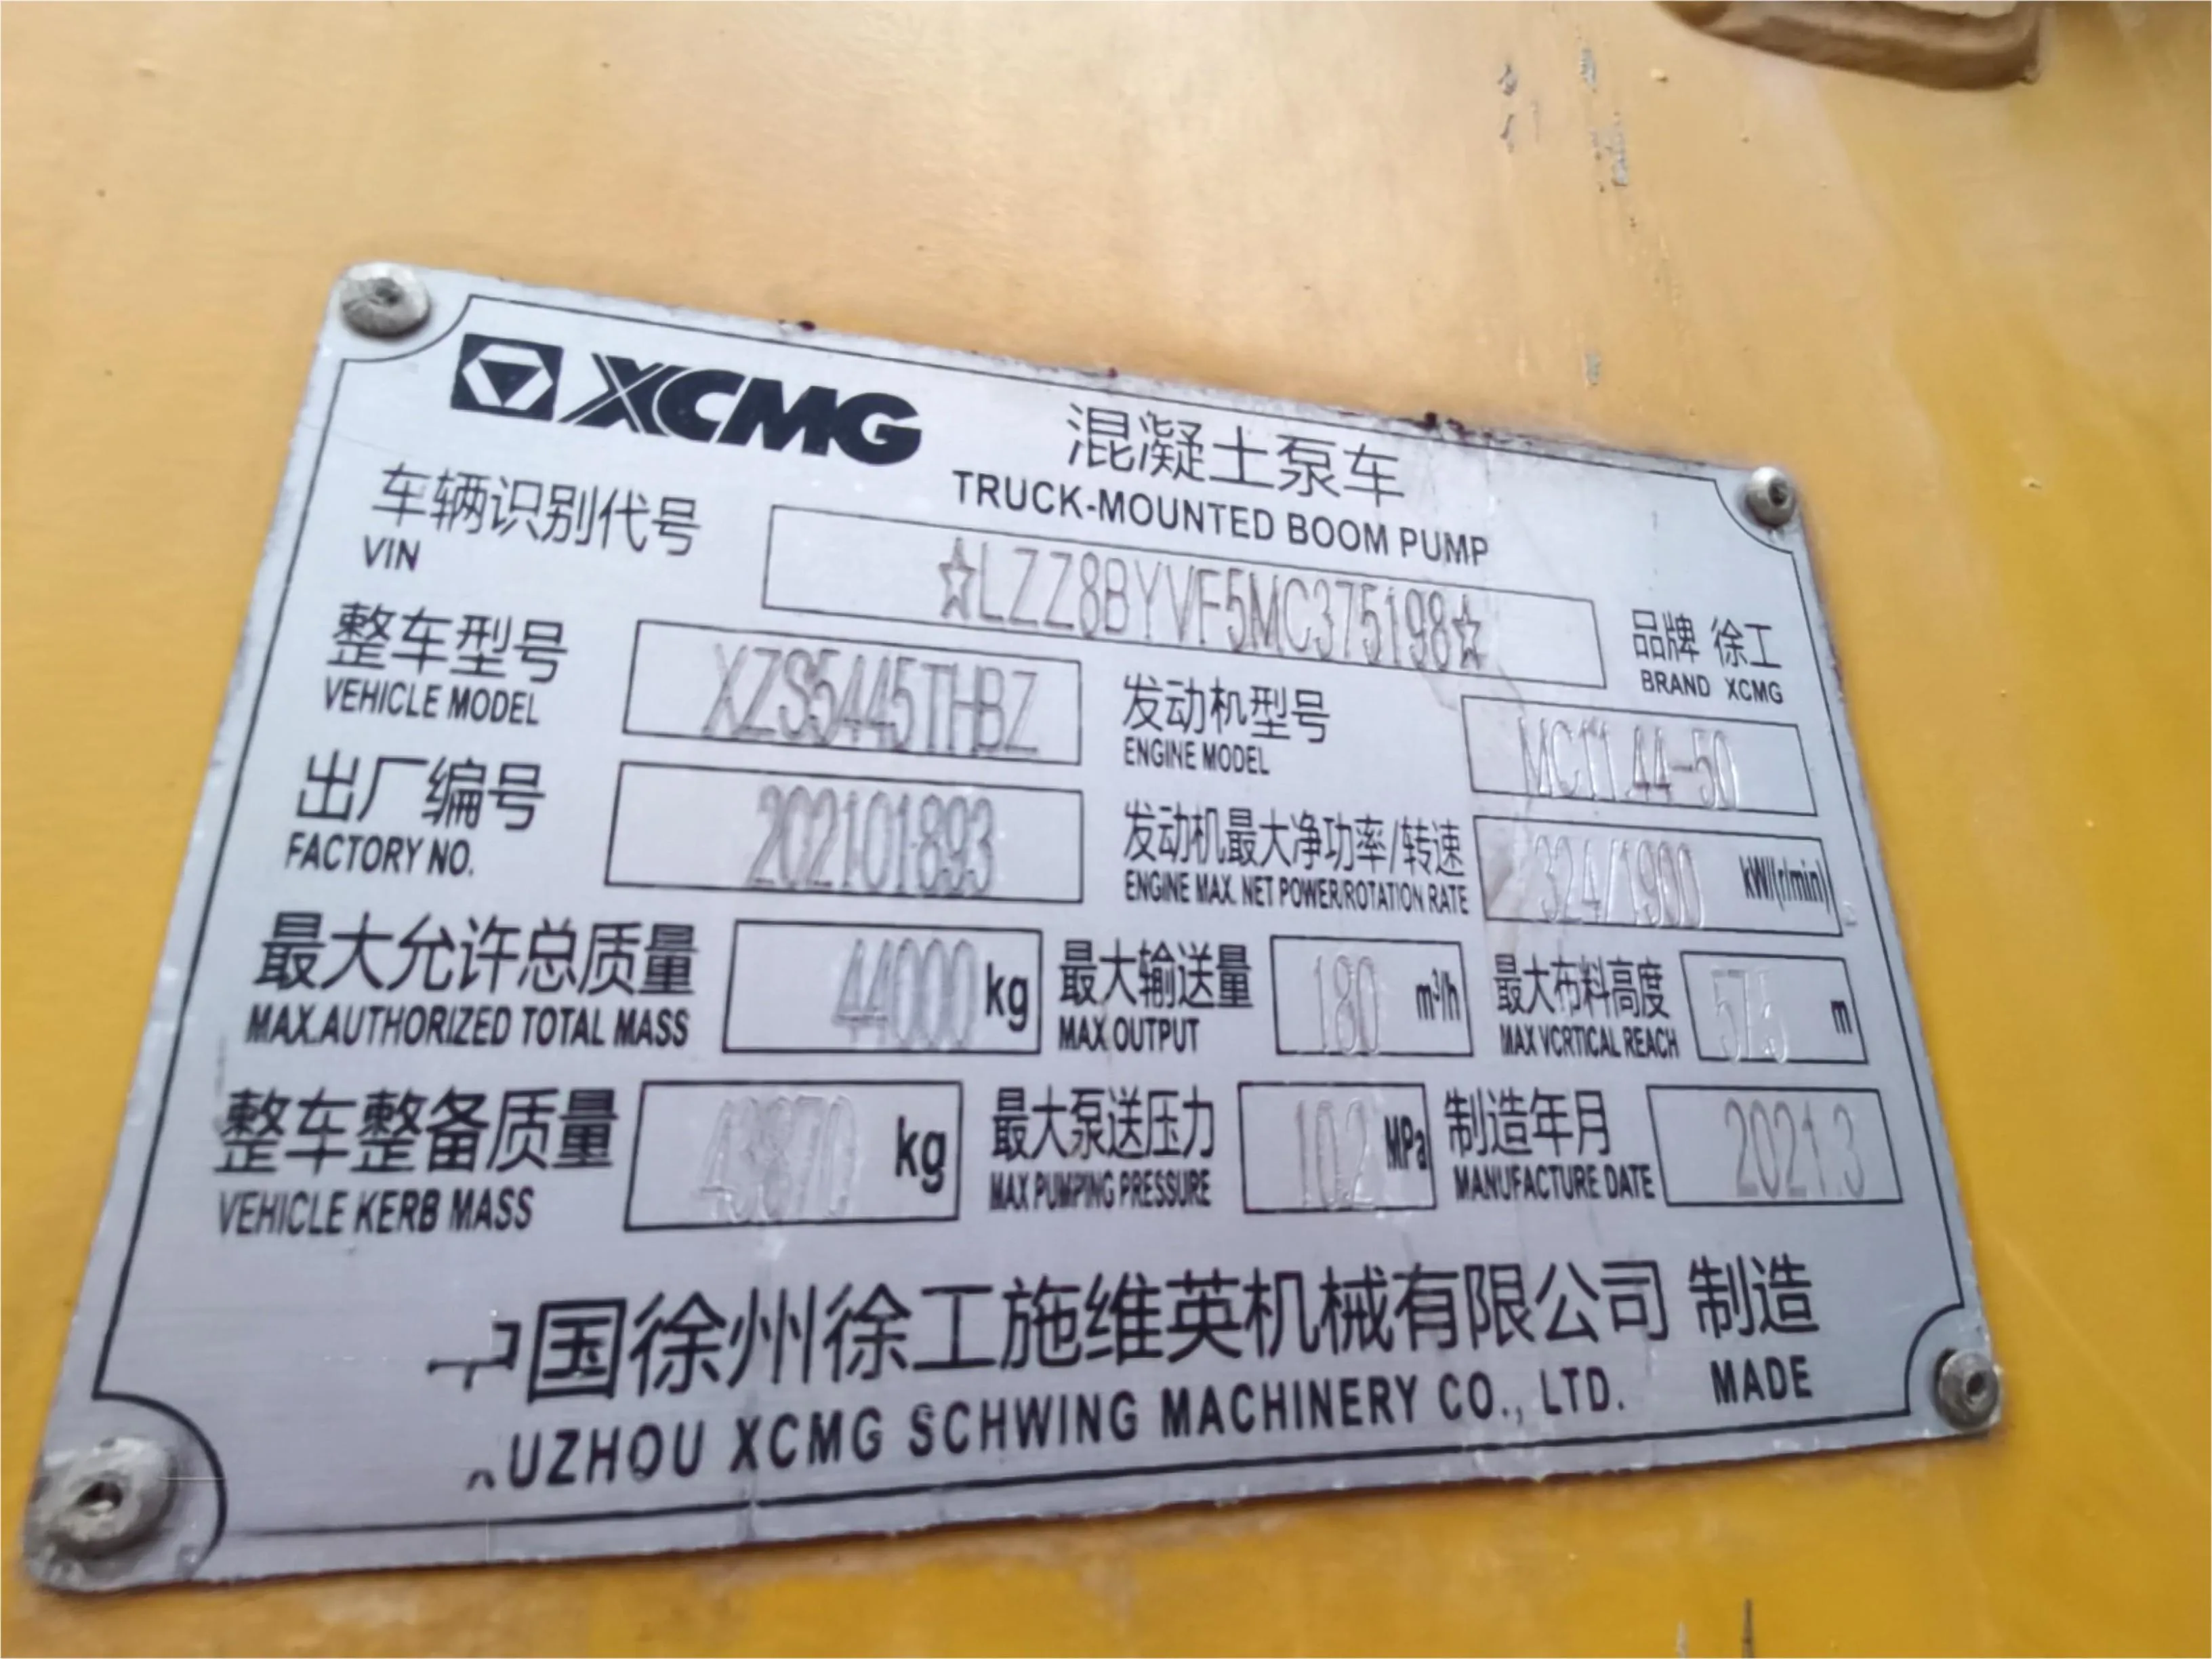 XCMG
混凝土泵车
TRUCK-MOUNTED BOOM PUMP
车辆识别代号
VIN
☆LZZ8BYVF5MC375198☆
品牌 徐工
BRAND XCMG
整车型号
VEHICLE MODEL
XZS5445THBZ
发动机型号
ENGINE MODEL
MC11.44-50
出厂编号
FACTORY NO.
202101893
发动机最大净功率/转速
ENGINE MAX. NET POWER/ROTATION RATE
324/1900 kW/(r/min)
最大允许总质量
MAX.AUTHORIZED TOTAL MASS
44000 kg
最大输送量
MAX OUTPUT
180 m³/h
最大布料高度
MAX VCRTICAL REACH
57.5 m
整车整备质量
VEHICLE KERB MASS
43870 kg
最大泵送压力
MAX PUMPING PRESSURE
10.2 MPa
制造年月
MANUFACTURE DATE
2021.3
中国徐州徐工施维英机械有限公司 制造
XUZHOU XCMG SCHWING MACHINERY CO., LTD. MADE